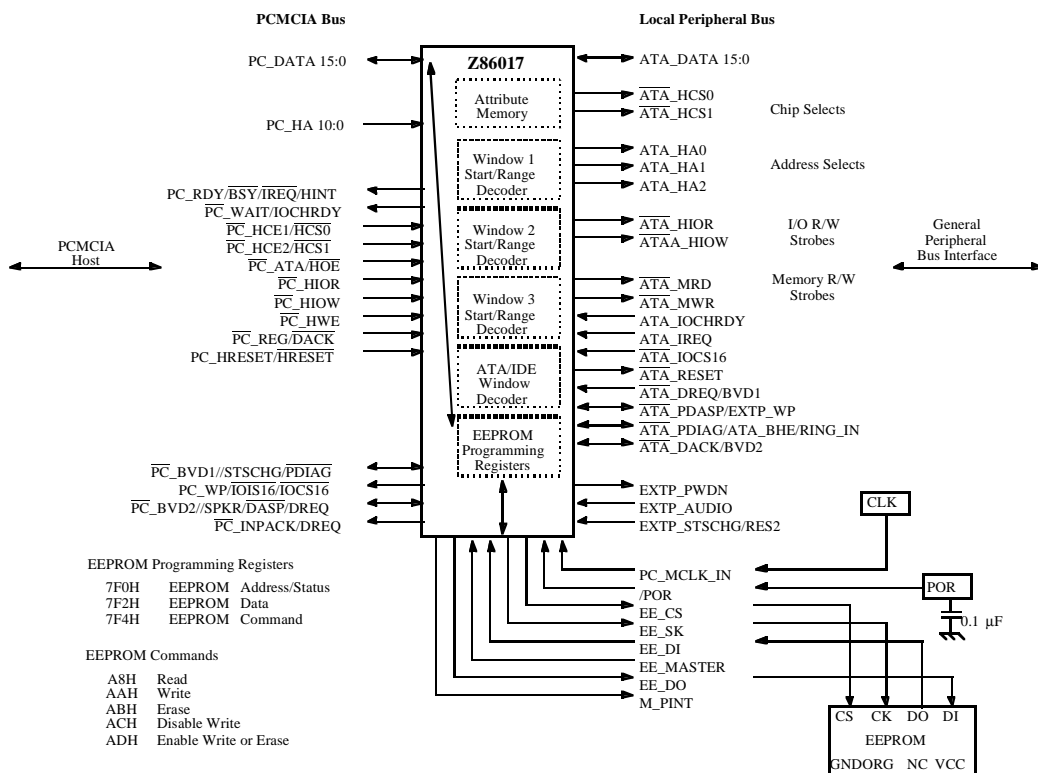 PCMCIA Bus
Local Peripheral Bus
Z86017
PC_DATA 15:0
ATA_DATA 15:0
Attribute
Memory
ATA_HCS0
ATA_HCS1
Chip Selects
PC_HA 10:0
Window 1
Start/Range
Decoder
ATA_HA0
ATA_HA1
ATA_HA2
Address Selects
PC_RDY/BSY/IREQ/HINT
PC_WAIT/IOCHRDY
PC_HCE1/HCS0
PC_HCE2/HCS1
PC_ATA/HOE
PC_HIOR
PC_HIOW
PC_HWE
PC_REG/DACK
PC_HRESET/HRESET
PCMCIA
Host
Window 2
Start/Range
Decoder
ATA_HIOR
ATAA_HIOW
I/O R/W
Strobes
General
Peripheral
Bus Interface
Window 3
Start/Range
Decoder
ATA_MRD
ATA_MWR
Memory R/W
Strobes
ATA_IOCHRDY
ATA_IREQ
ATA_IOCS16
ATA_RESET
ATA_DREQ/BVD1
ATA_PDASP/EXTP_WP
ATA_PDIAG/ATA_BHE/RING_IN
ATA_DACK/BVD2
ATA/IDE
Window
Decoder
EEPROM
Programming
Registers
PC_BVD1//STSCHG/PDIAG
PC_WP/IOIS16/IOCS16
PC_BVD2//SPKR/DASP/DREQ
PC_INPACK/DREQ
EXTP_PWDN
EXTP_AUDIO
EXTP_STSCHG/RES2
CLK
PC_MCLK_IN
/POR
EE_CS
EE_SK
EE_DI
EE_MASTER
EE_DO
M_PINT
POR
0.1 µF
EEPROM Programming Registers
7F0H EEPROM Address/Status
7F2H EEPROM Data
7F4H EEPROM Command
EEPROM Commands
A8H Read
AAH Write
ABH Erase
ACH Disable Write
ADH Enable Write or Erase
CS CK DO DI
EEPROM
GNDORG NC VCC